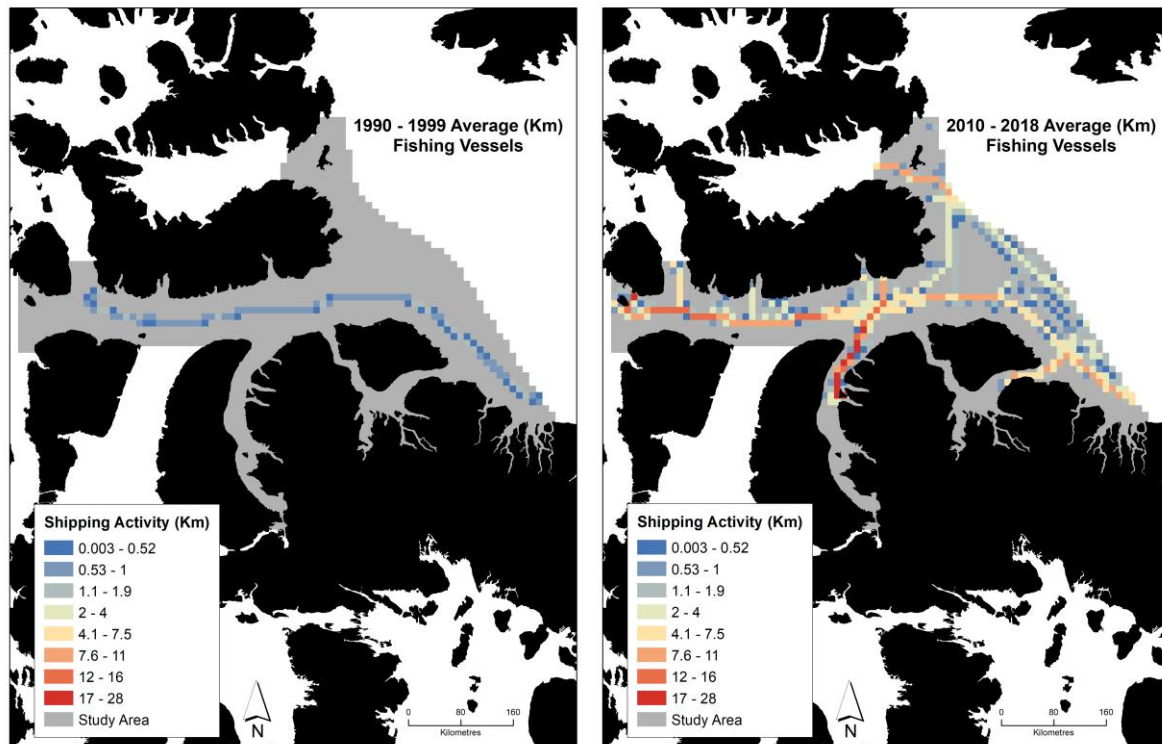 1990 - 1999 Average (Km)
Fishing Vessels
Shipping Activity (Km)
0.003 - 0.52
0.53 - 1
1.1 - 1.9
2 - 4
4.1 - 7.5
7.6 - 11
12 - 16
17 - 28
Study Area
N
0 80 160
Kilometres
2010 - 2018 Average (Km)
Fishing Vessels
Shipping Activity (Km)
0.003 - 0.52
0.53 - 1
1.1 - 1.9
2 - 4
4.1 - 7.5
7.6 - 11
12 - 16
17 - 28
Study Area
N
0 80 160
Kilometres